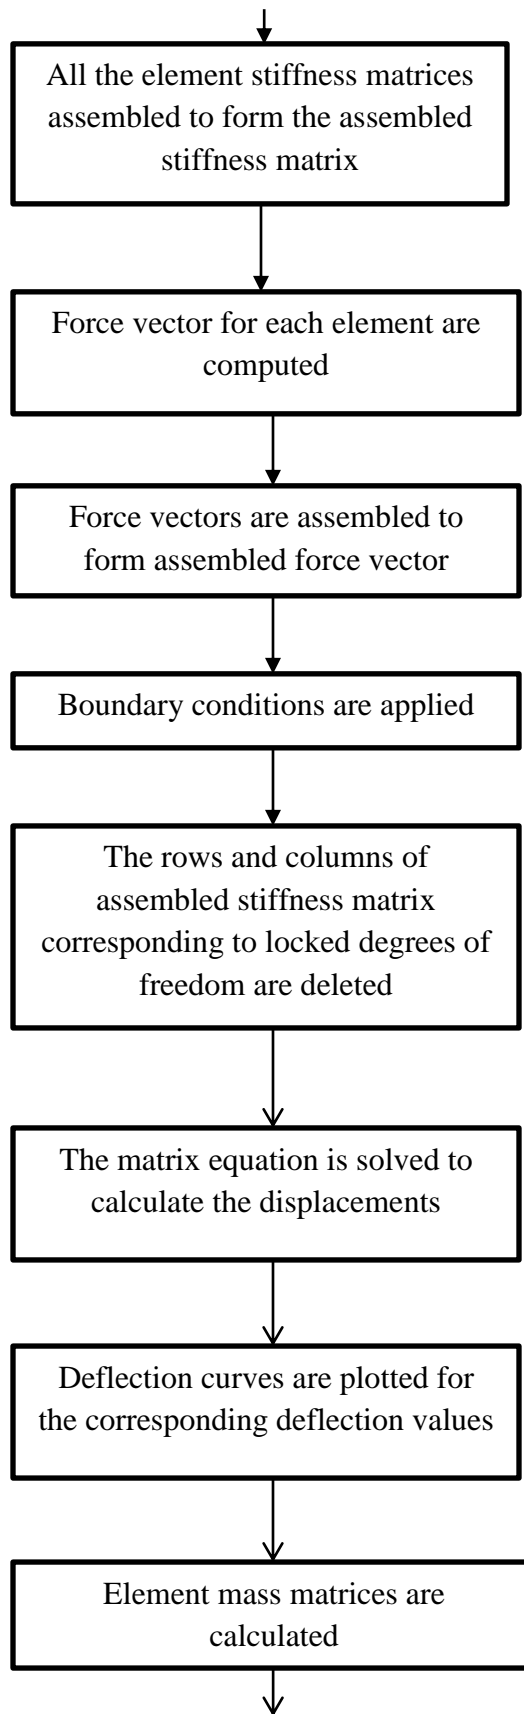 All the element stiffness matrices
assembled to form the assembled
stiffness matrix
Force vector for each element are
computed
Force vectors are assembled to
form assembled force vector
Boundary conditions are applied
The rows and columns of
assembled stiffness matrix
corresponding to locked degrees of
freedom are deleted
The matrix equation is solved to
calculate the displacements
Deflection curves are plotted for
the corresponding deflection values
Element mass matrices are
calculated